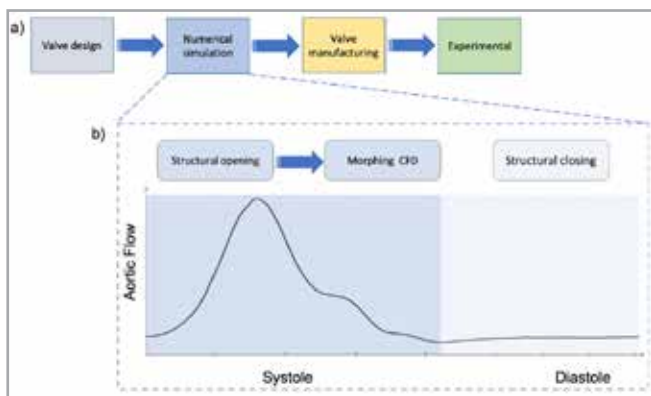 a)
Valve design
Numerical
simulation
Valve
manufacturing
Experimental
b)
Structural opening
Morphing CFD
Structural closing
Aortic Flow
Systole
Diastole